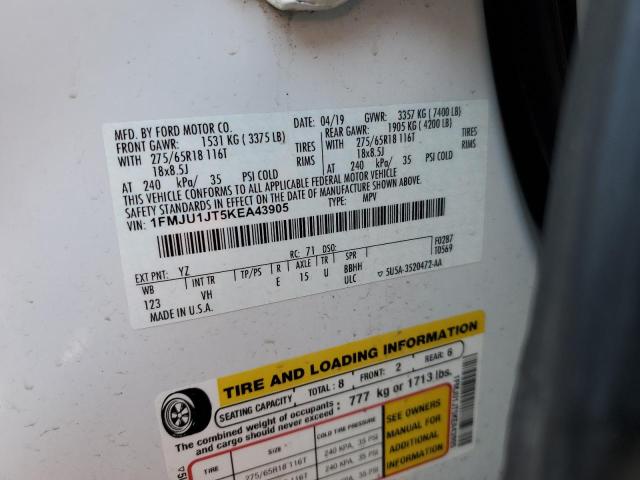 MFD. BY FORD MOTOR CO. DATE: 04/19 GVWR: 3357 KG (7400 LB)
FRONT GAWR: 1531 KG (3375 LB) REAR GAWR: 1905 KG (4200 LB)
WITH 275/65R18 116T TIRES WITH 275/65R18 116T TIRES
18x8.5J RIMS 18x8.5J RIMS
AT 240 kPa/ 35 PSI COLD AT 240 kPa/ 35 PSI COLD
THIS VEHICLE CONFORMS TO ALL APPLICABLE FEDERAL MOTOR VEHICLE
SAFETY STANDARDS IN EFFECT ON THE DATE OF MANUFACTURE SHOWN ABOVE.
VIN: 1FMJU1JT5KEA43905 TYPE: MPV
F0287
T0569
EXT PNT: YZ RC: 71 DSO:
WB INT TR TP/PS R AXLE TR SPR
123 VH E 15 U BBHH
ULC
MADE IN U.S.A. 5U5A-3520472-AA
TIRE AND LOADING INFORMATION
SEATING CAPACITY TOTAL: 8 FRONT: 2 REAR: 6
The combined weight of occupants and cargo should never exceed: 777 kg or 1713 lbs.
TIRE COLD TIRE PRESSURE
275/65R18 116T 240 KPA, 35 PSI
240 KPA, 35 PSI
SEE OWNERS
MANUAL FOR
ADDITIONAL
INFORMATION